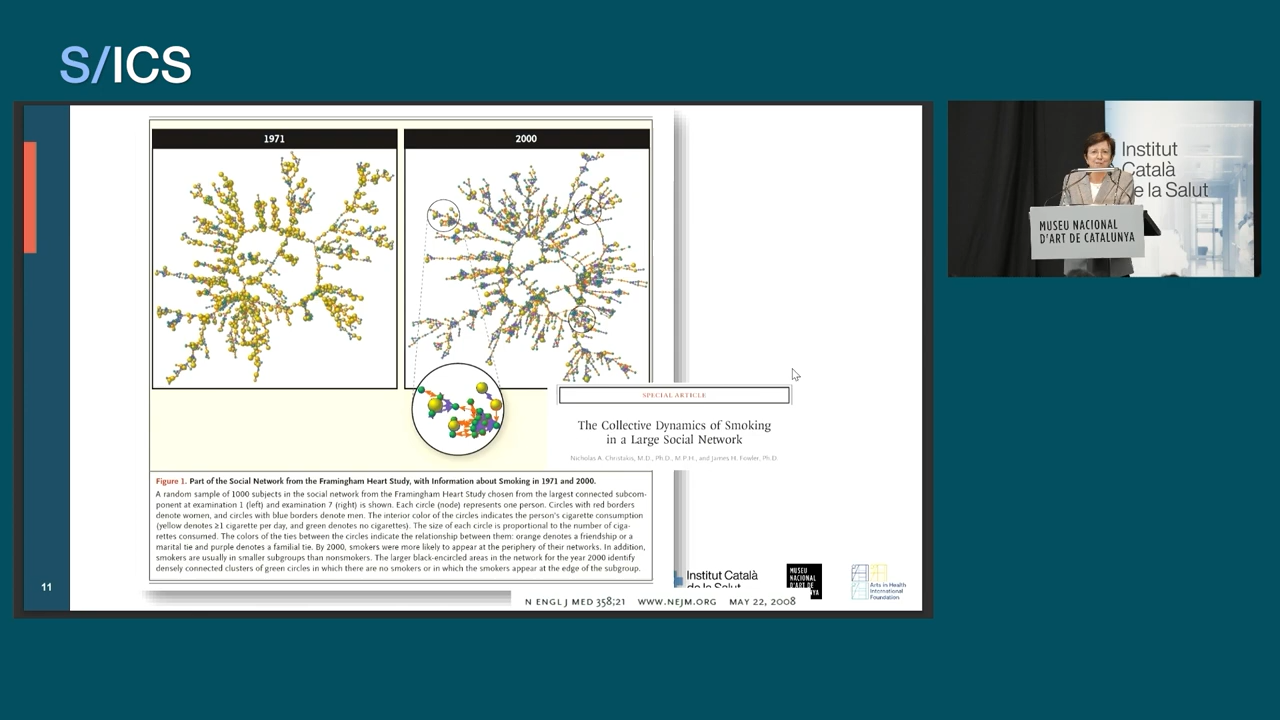 S/ICS
1971
2000
SPECIAL ARTICLE
The Collective Dynamics of Smoking
in a Large Social Network
Nicholas A. Christakis, M.D., Ph.D., M.P.H., and James H. Fowler, Ph.D.
Figure 1. Part of the Social Network from the Framingham Heart Study, with Information about Smoking in 1971 and 2000.
A random sample of 1000 subjects in the social network from the Framingham Heart Study chosen from the largest connected subcom-
ponent at examination 1 (left) and examination 7 (right) is shown. Each circle (node) represents one person. Circles with red borders
denote women, and circles with blue borders denote men. The interior color of the circles indicates the person's cigarette consumption
(yellow denotes ≥1 cigarette per day, and green denotes no cigarettes). The size of each circle is proportional to the number of ciga-
rettes consumed. The colors of the ties between the circles indicate the relationship between them: orange denotes a friendship or a
marital tie and purple denotes a familial tie. By 2000, smokers were more likely to appear at the periphery of their networks. In addition,
smokers are usually in smaller subgroups than nonsmokers. The larger black-encircled areas in the network for the year 2000 identify
densely connected clusters of green circles in which there are no smokers or in which the smokers appear at the edge of the subgroup.
11
Institut Català
de la Salut
MUSEU
NACIONAL
D'ART DE
Arts in Health
International
Foundation
N ENGL J MED 358;21 WWW.NEJM.ORG MAY 22, 2008
Institut
Català
de la Salut
MUSEU NACIONAL
D'ART DE CATALUNYA